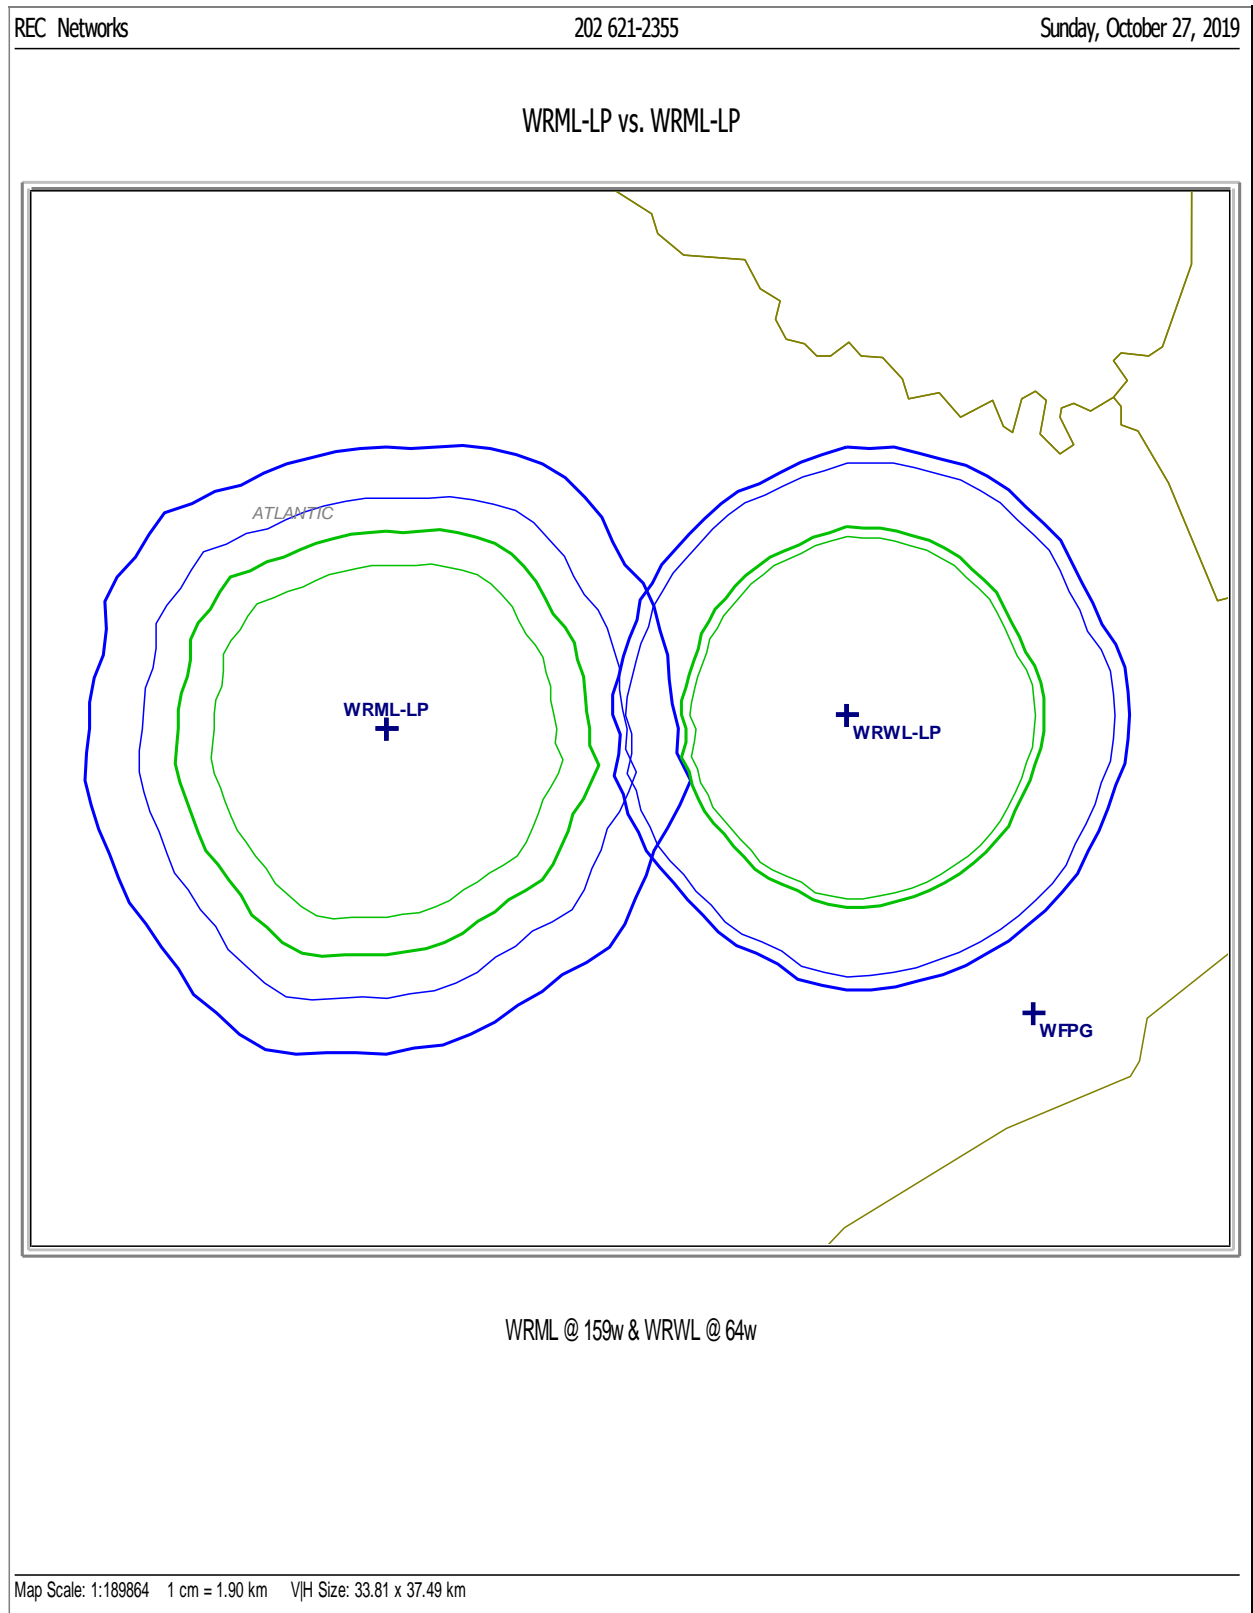 REC Networks 202 621-2355 Sunday, October 27, 2019
WRML-LP vs. WRML-LP
ATLANTIC
WRML-LP
WRWL-LP
WFPG
WRML @ 159w & WRWL @ 64w
Map Scale: 1:189864 1 cm = 1.90 km V|H Size: 33.81 x 37.49 km